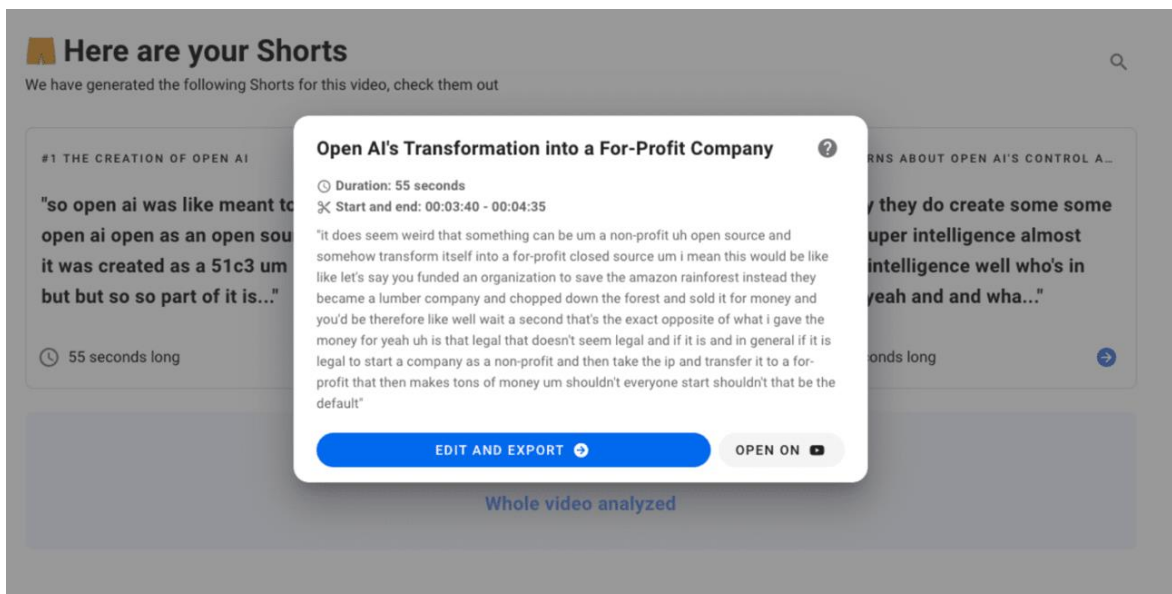 Here are your Shorts
We have generated the following Shorts for this video, check them out
#1 THE CREATION OF OPEN AI
"so open ai was like meant to
open ai open as an open sou
it was created as a 51c3 um
but but so so part of it is..."
55 seconds long
Open AI's Transformation into a For-Profit Company
Duration: 55 seconds
Start and end: 00:03:40 - 00:04:35
"it does seem weird that something can be um a non-profit uh open source and
somehow transform itself into a for-profit closed source um i mean this would be like
like let's say you funded an organization to save the amazon rainforest instead they
became a lumber company and chopped down the forest and sold it for money and
you'd be therefore like well wait a second that's the exact opposite of what i gave the
money for yeah uh is that legal that doesn't seem legal and if it is and in general if it is
legal to start a company as a non-profit and then take the ip and transfer it to a for-
profit that then makes tons of money um shouldn't everyone start shouldn't that be the
default"
EDIT AND EXPORT
OPEN ON
RNS ABOUT OPEN AI'S CONTROL A...
y they do create some some
uper intelligence almost
intelligence well who's in
yeah and and wha..."
onds long
Whole video analyzed